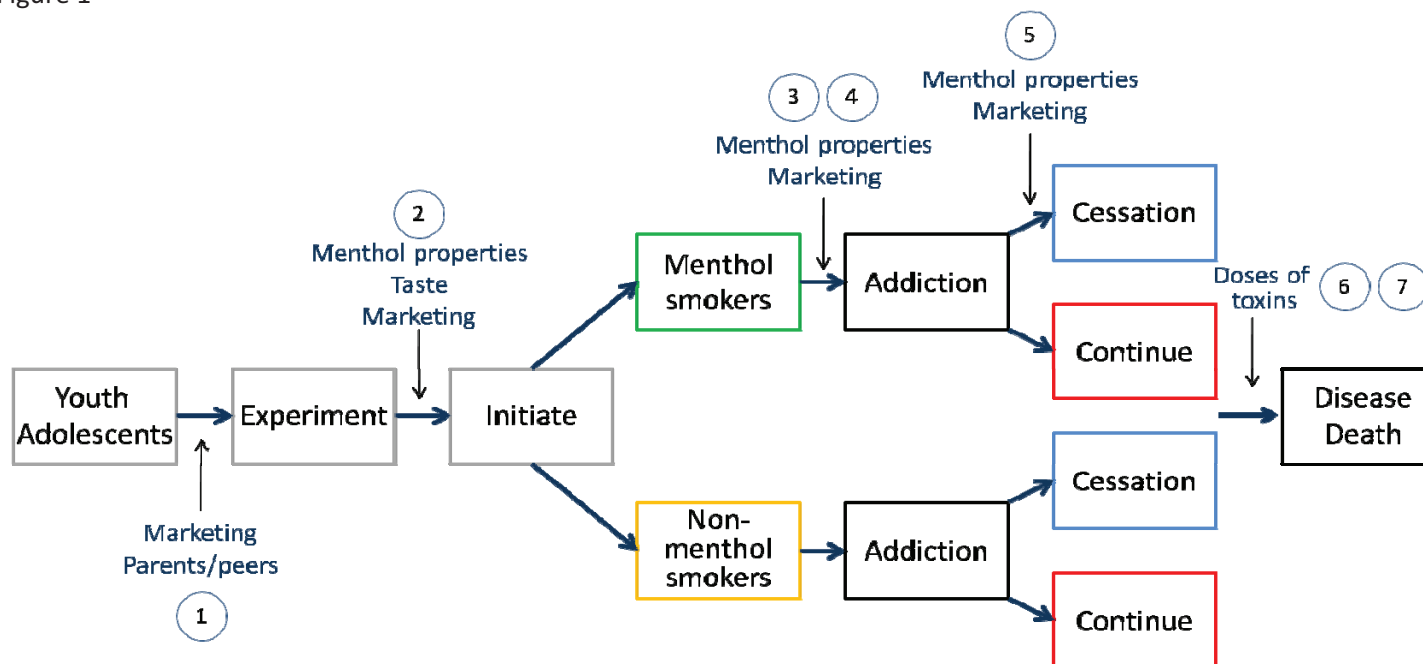 Figure 1
5
Menthol properties
Marketing
3 4
Menthol properties
Marketing
2
Menthol properties
Taste
Marketing
Cessation
Menthol
smokers
Addiction
Doses of
toxins
6 7
Continue
Youth
Adolescents
Experiment
Initiate
Disease
Death
Cessation
Marketing
Parents/peers
1
Non-
menthol
smokers
Addiction
Continue